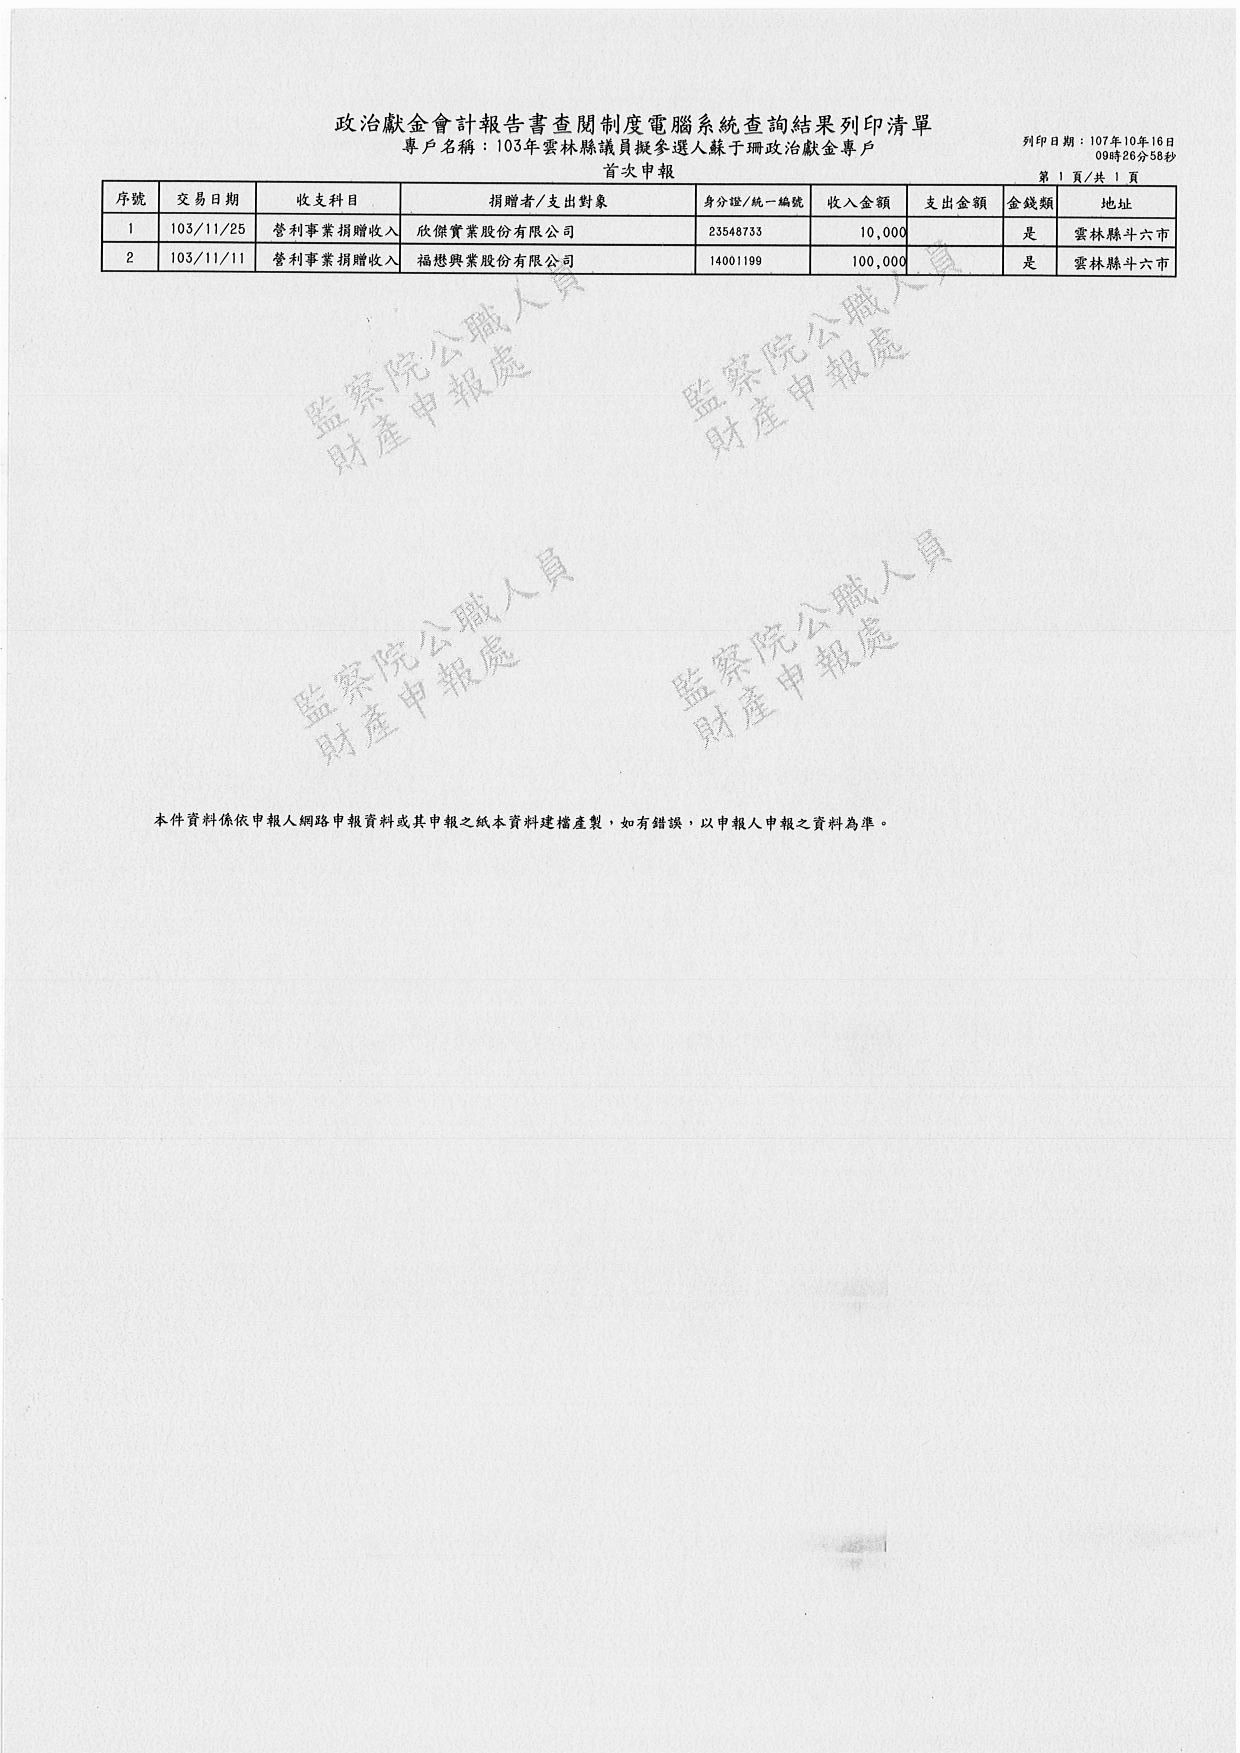 政治獻金會計報告書查閱制度電腦系統查詢結果列印清單
專戶名稱：103年雲林縣議員擬參選人蘇于珊政治獻金專戶
列印日期：107年10年16日
09時26分58秒
首次申報
第 1 頁/共 1 頁
序號 交易日期 收支科目 捐贈者/支出對象 身分證/統一編號 收入金額 支出金額 金錢類 地址
1 103/11/25 營利事業捐贈收入 欣傑實業股份有限公司 23548733 10,000 是 雲林縣斗六市
2 103/11/11 營利事業捐贈收入 福懋興業股份有限公司 14001199 100,000 是 雲林縣斗六市
監察院公職人員
財產申報處
監察院公職人員
財產申報處
監察院公職人員
財產申報處
監察院公職人員
財產申報處
本件資料係依申報人網路申報資料或其申報之紙本資料建檔產製，如有錯誤，以申報人申報之資料為準。